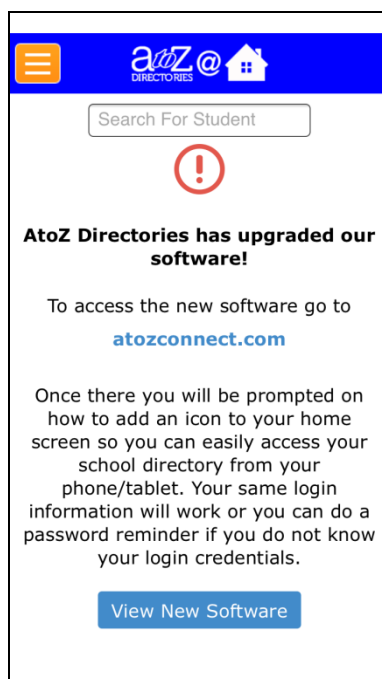 atoZ @
DIRECTORIES
Search For Student
!
AtoZ Directories has upgraded our
software!
To access the new software go to
atozconnect.com
Once there you will be prompted on
how to add an icon to your home
screen so you can easily access your
school directory from your
phone/tablet. Your same login
information will work or you can do a
password reminder if you do not know
your login credentials.
View New Software